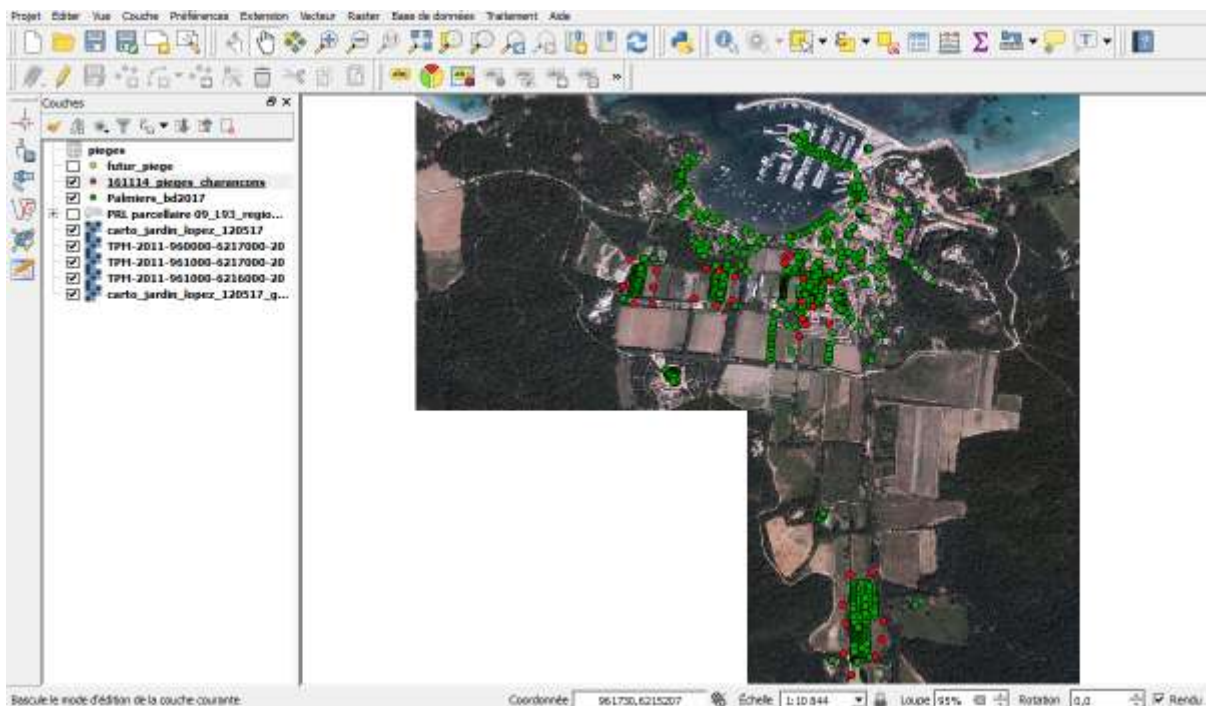 Projet Éditer Vue Couche Préférences Extension Vecteur Raster Base de données Traitement Aide
Couches
pieges
futur_piege
161114_pieges_charancons
Palmiers_bd2017
PRL parcellaire 09_193_regio...
carto_jardin_lopez_120517
TPM-2011-960000-6217000-20
TPM-2011-961000-6217000-20
TPM-2011-961000-6216000-20
carto_jardin_lopez_120517_g...
Bascule le mode d'édition de la couche courante
Coordonnée 961750,6215207 Échelle 1:10 844 Loupe 95% Rotation 0,0 Rendu